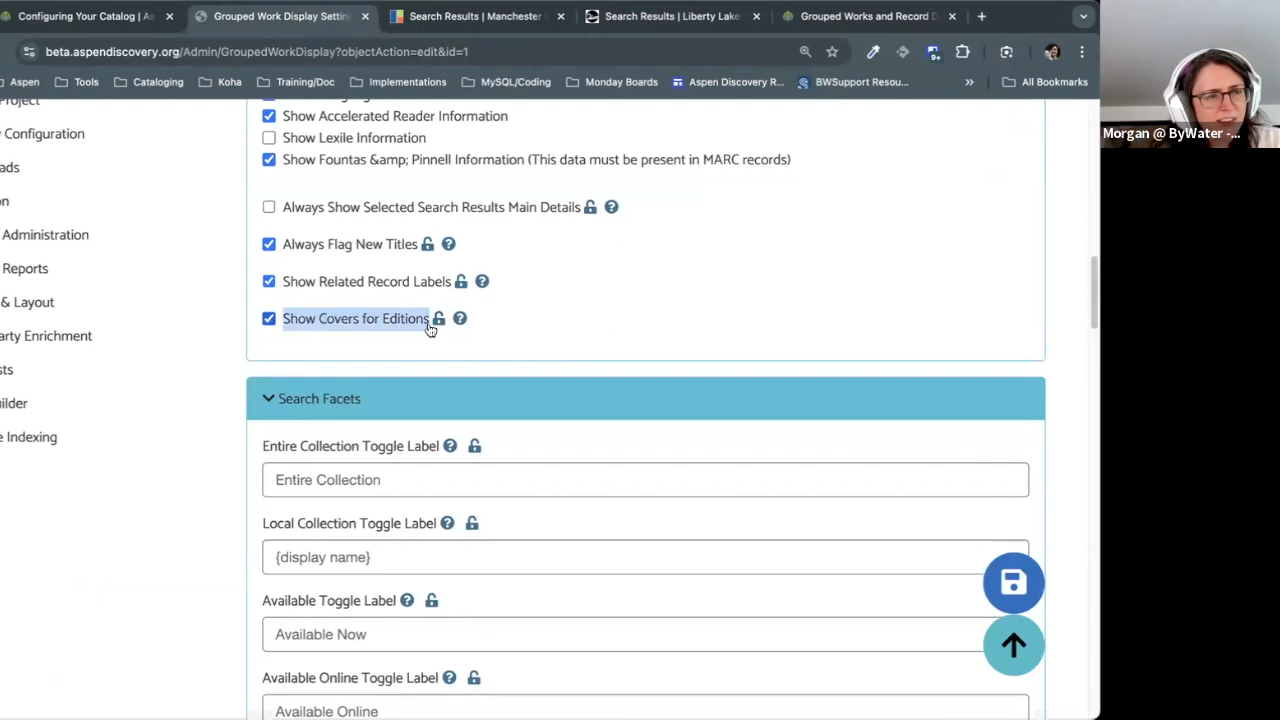 Configuring Your Catalog | As
Grouped Work Display Settin
Search Results | Manchester
Search Results | Liberty Lake
Grouped Works and Record D
beta.aspendiscovery.org/Admin/GroupedWorkDisplay?objectAction=edit&id=1
9+
Aspen
Tools
Cataloging
Koha
Training/Doc
Implementations
MySQL/Coding
Monday Boards
Aspen Discovery R...
BWSupport Resou...
»
All Bookmarks
Morgan @ ByWater -...
Project
Configuration
ads
on
Administration
Reports
& Layout
arty Enrichment
sts
uilder
e Indexing
Show Accelerated Reader Information
Show Lexile Information
Show Fountas &amp; Pinnell Information (This data must be present in MARC records)
Always Show Selected Search Results Main Details
Always Flag New Titles
Show Related Record Labels
Show Covers for Editions
Search Facets
Entire Collection Toggle Label
Entire Collection
Local Collection Toggle Label
{display name}
Available Toggle Label
Available Now
Available Online Toggle Label
Available Online